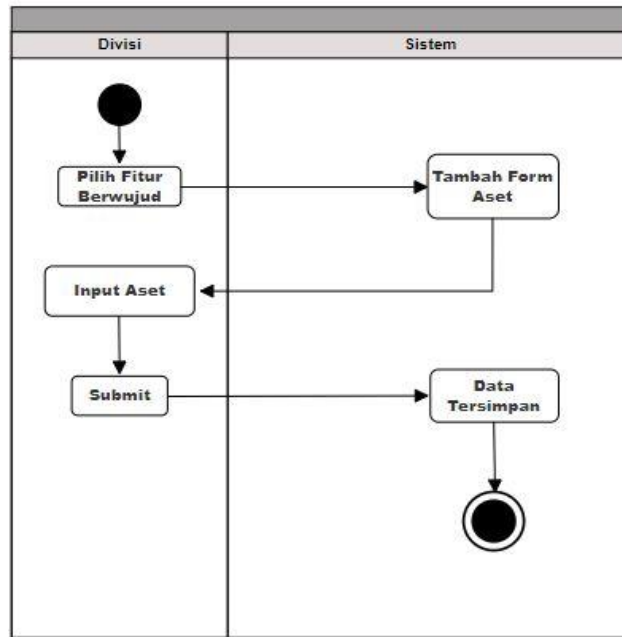 Divisi
Sistem
Pilih Fitur
Berwujud
Tambah Form
Aset
Input Aset
Submit
Data
Tersimpan